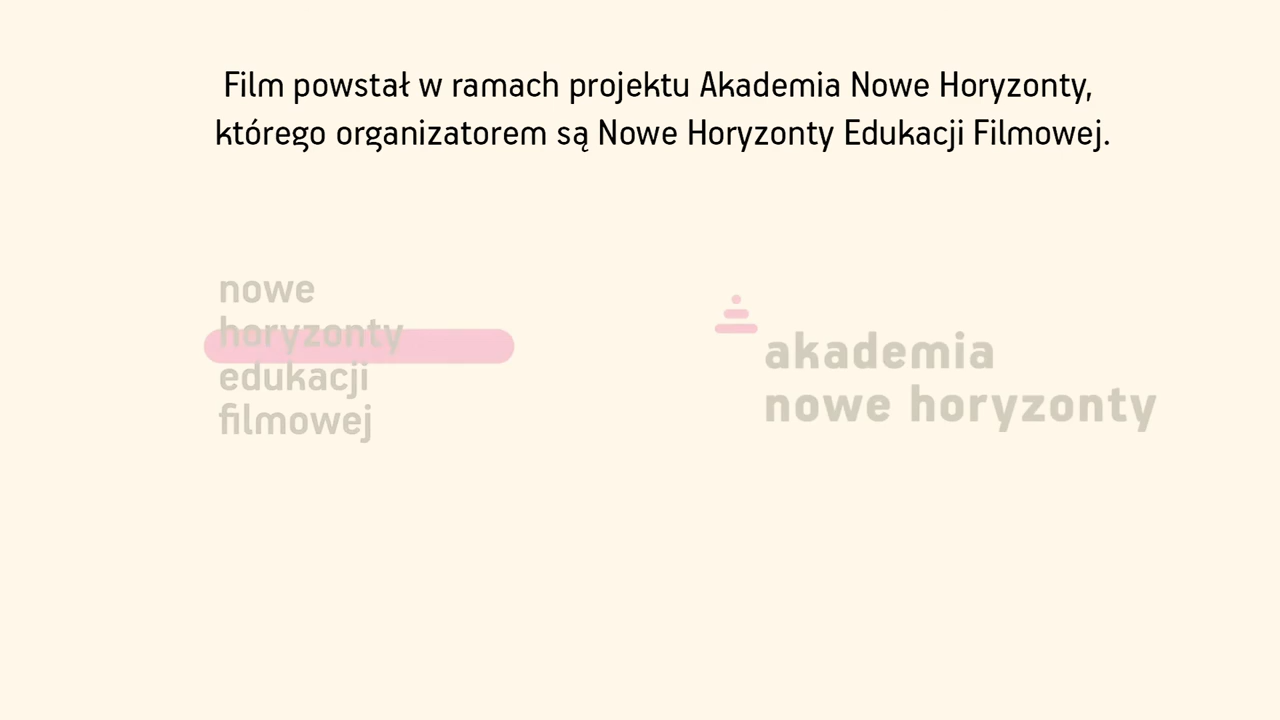 Film powstał w ramach projektu Akademia Nowe Horyzonty,
którego organizatorem są Nowe Horyzonty Edukacji Filmowej.
nowe
horyzonty
edukacji
filmowej
akademia
nowe horyzonty